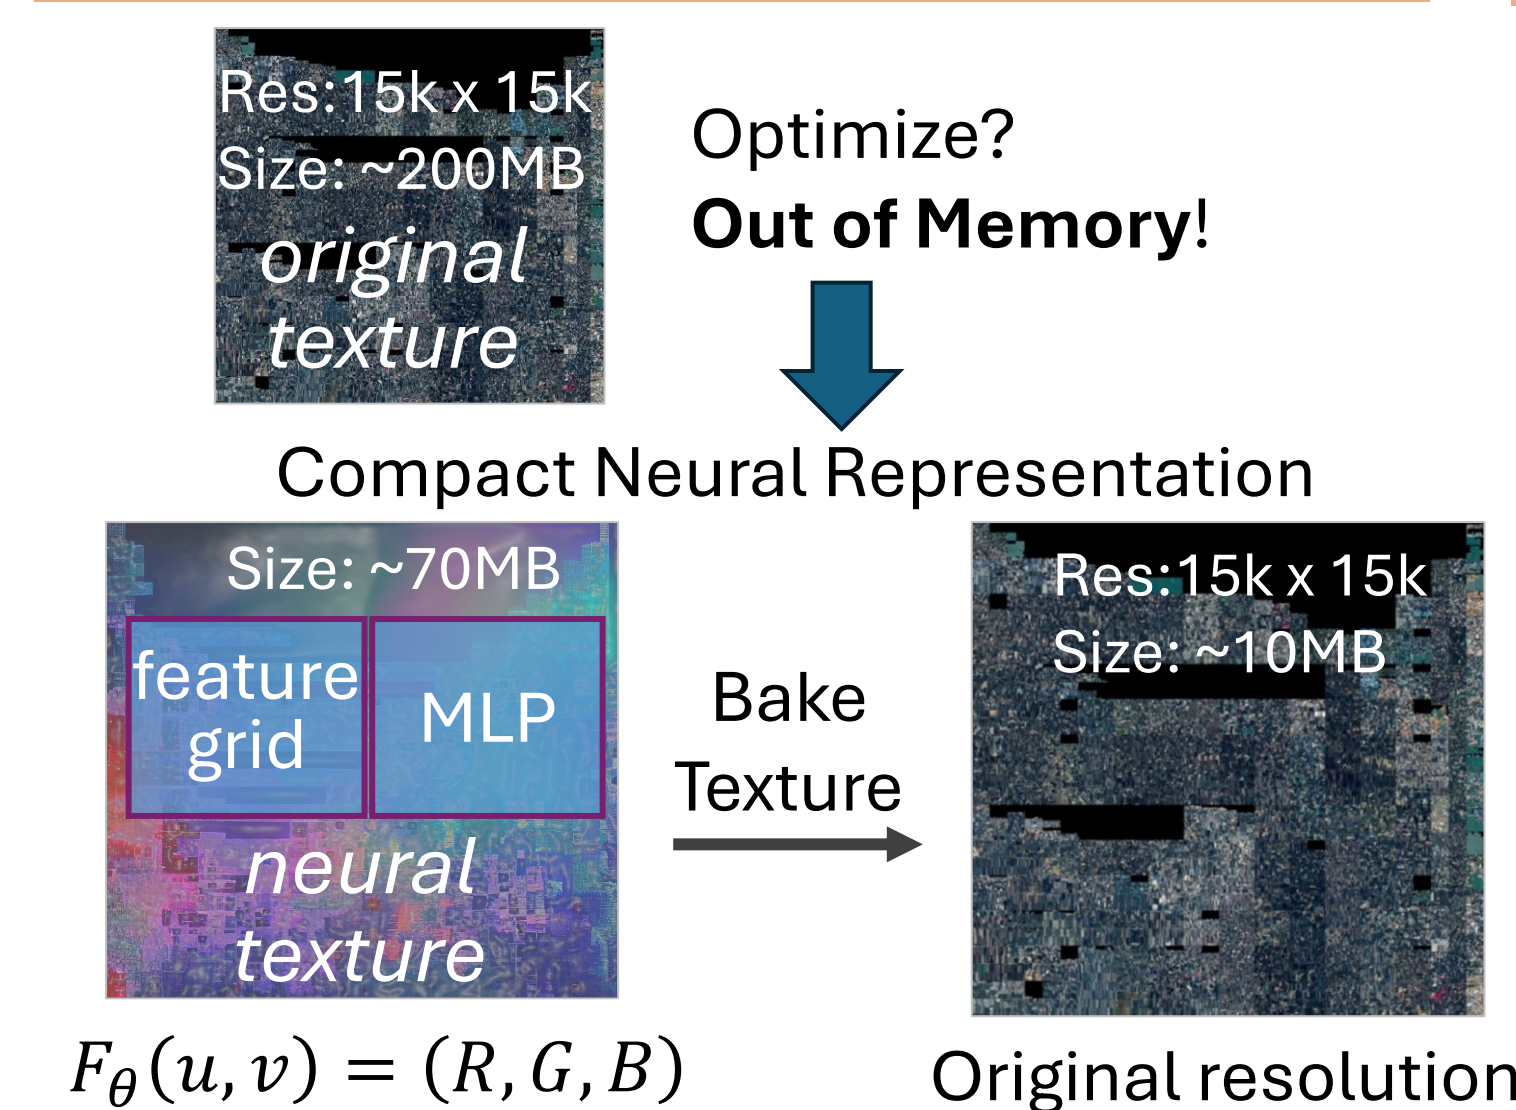 Res:15k x 15k
Size: ~200MB
original
texture
Optimize?
Out of Memory!
Compact Neural Representation
Size: ~70MB
feature
grid
MLP
neural
texture
F_θ(u, v) = (R, G, B)
Bake
Texture
Res:15k x 15k
Size: ~10MB
Original resolution